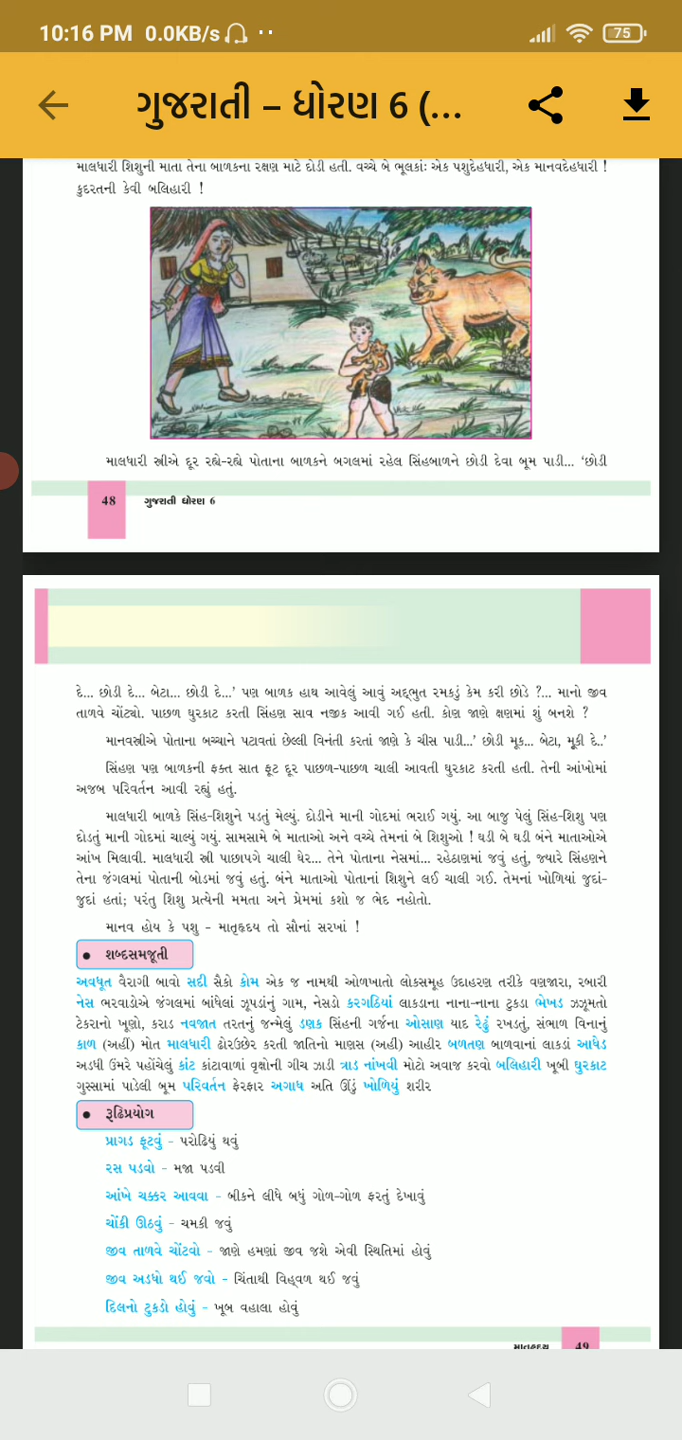 10:16 PM 0.0KB/s 75
ગુજરાતી – ધોરણ 6 (...
માલધારી શિશુની માતા તેના બાળકના રક્ષણ માટે દોડી હતી. વચ્ચે બે ભૂલકાંઃ એક પશુદેહધારી, એક માનવદેહધારી !
કુદરતની કેવી બલિહારી !
માલધારી સ્ત્રીએ દૂર રહ્યે-રહ્યે પોતાના બાળકને બગલમાં રહેલ સિંહબાળને છોડી દેવા બૂમ પાડી... ‘છોડી
48 ગુજરાતી ધોરણ 6
દે... છોડી દે... બેટા... છોડી દે...’ પણ બાળક હાથ આવેલું આવું અદ્ભુત રમકડું કેમ કરી છોડે ?... માનો જીવ
તાળવે ચોંટ્યો. પાછળ ઘુરકાટ કરતી સિંહણ સાવ નજીક આવી ગઈ હતી. કોણ જાણે ક્ષણમાં શું બનશે ?
માનવસ્ત્રીએ પોતાના બચ્ચાને પટાવતાં છેલ્લી વિનંતી કરતાં જાણે કે ચીસ પાડી...’ છોડી મૂક... બેટા, મૂકી દે..’
સિંહણ પણ બાળકની ફક્ત સાત ફૂટ દૂર પાછળ-પાછળ ચાલી આવતી ઘુરકાટ કરતી હતી. તેની આંખોમાં
અજબ પરિવર્તન આવી રહ્યું હતું.
માલધારી બાળકે સિંહ-શિશુને પડતું મેલ્યું. દોડીને માની ગોદમાં ભરાઈ ગયું. આ બાજુ પેલું સિંહ-શિશુ પણ
દોડતું માની ગોદમાં ચાલ્યું ગયું. સામસામે બે માતાઓ અને વચ્ચે તેમનાં બે શિશુઓ ! ઘડી બે ઘડી બંને માતાઓએ
આંખ મિલાવી. માલધારી સ્ત્રી પાછાપગે ચાલી ઘેર... તેને પોતાના નેસમાં... રહેઠાણમાં જવું હતું, જ્યારે સિંહણને
તેના જંગલમાં પોતાની બોડમાં જવું હતું. બંને માતાઓ પોતાનાં શિશુને લઈ ચાલી ગઈ. તેમનાં ખોળિયાં જુદાં-
જુદાં હતાં; પરંતુ શિશુ પ્રત્યેની મમતા અને પ્રેમમાં કશો જ ભેદ નહોતો.
માનવ હોય કે પશુ – માતૃહૃદય તો સૌનાં સરખાં !
● શબ્દસમજૂતી
અવધૂત વૈરાગી બાવો સદી સૈકો કોમ એક જ નામથી ઓળખાતો લોકસમૂહ ઉદાહરણ તરીકે વણજારા, રબારી
નેસ ભરવાડોએ જંગલમાં બાંધેલાં ઝૂપડાંનું ગામ, નેસડો કરગઠિયાં લાકડાના નાના-નાના ટુકડા ભેખડ ઝઝૂમતો
ટેકરાનો ખૂણો, કરાડ નવજાત તરતનું જન્મેલું ડણક સિંહની ગર્જના ઓસાણ યાદ રેઢું રખડતું, સંભાળ વિનાનું
કાળ (અહીં) મોત માલધારી ઢોરઉછેર કરતી જાતિનો માણસ (અહીં) આહીર બળતણ બાળવાનાં લાકડાં આધેડ
અડધી ઉંમરે પહોંચેલું કાંટ કાંટાવાળાં વૃક્ષોની ગીચ ઝાડી ત્રાડ નાંખવી મોટો અવાજ કરવો બલિહારી ખૂબી ઘુરકાટ
ગુસ્સામાં પાડેલી બૂમ પરિવર્તન ફેરફાર અગાધ અતિ ઊંડું ખોળિયું શરીર
● રૂઢિપ્રયોગ
પ્રાગડ ફૂટવું – પરોઢિયું થવું
રસ પડવો – મજા પડવી
આંખે ચક્કર આવવા – બીકને લીધે બધું ગોળ-ગોળ ફરતું દેખાવું
ચોંકી ઊઠવું – ચમકી જવું
જીવ તાળવે ચોંટવો – જાણે હમણાં જીવ જશે એવી સ્થિતિમાં હોવું
જીવ અડધો થઈ જવો – ચિંતાથી વિહ્વળ થઈ જવું
દિલનો ટુકડો હોવું – ખૂબ વહાલા હોવું
માતૃહૃદય 49